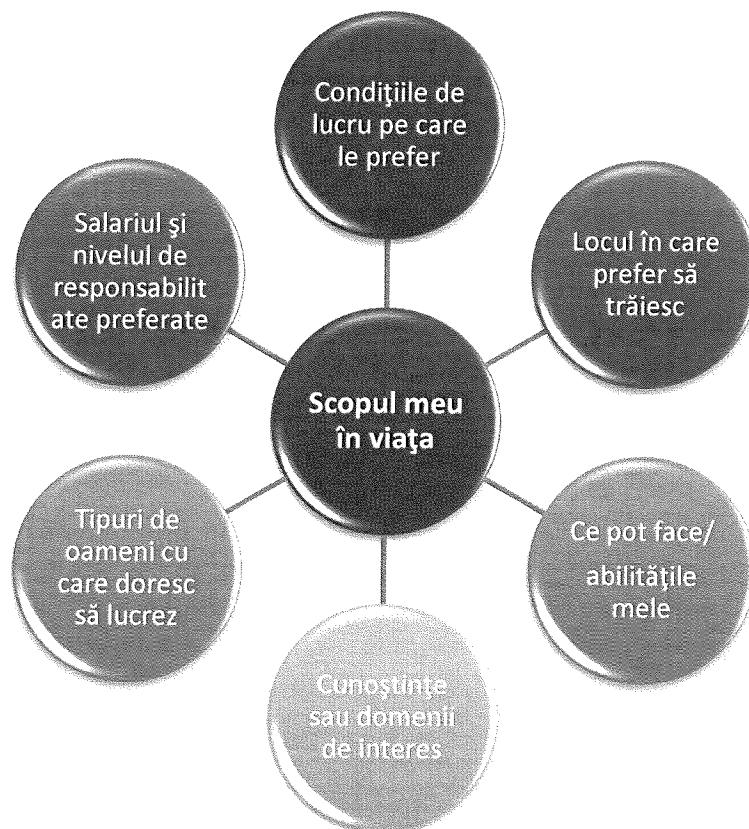 Condiţiile de
lucru pe care
le prefer
Salariul şi
nivelul de
responsabilit
ate preferate
Locul în care
prefer să
trăiesc
Scopul meu
în viaţa
Tipuri de
oameni cu
care doresc
să lucrez
Ce pot face/
abilităţile
mele
Cunoştinţe
sau domenii
de interes